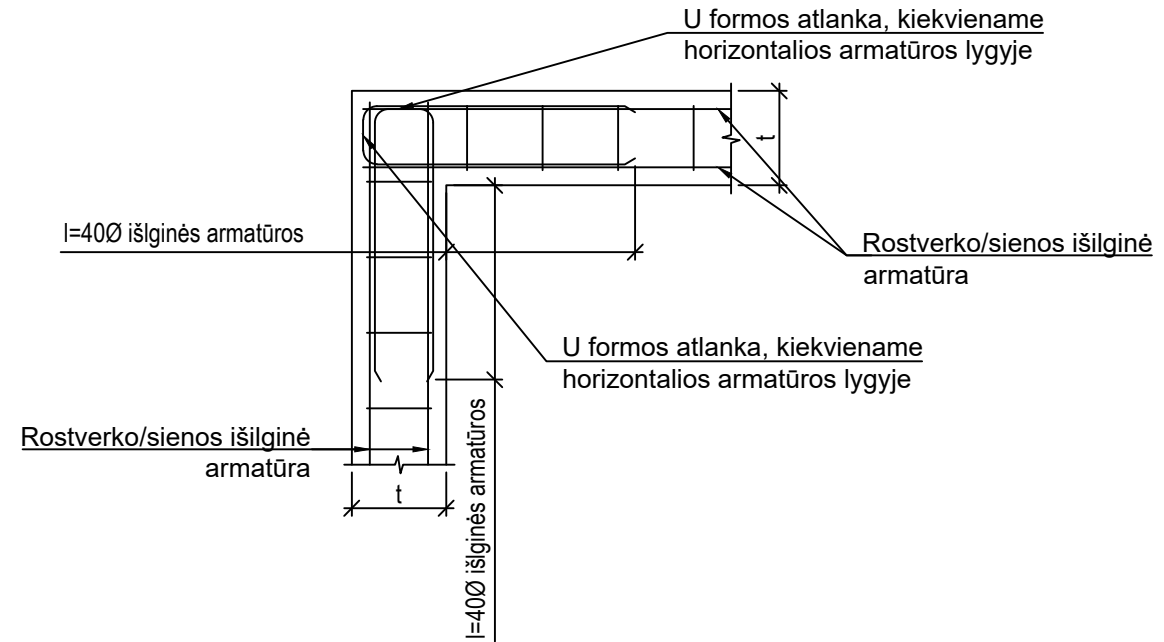 U formos atlanka, kiekviename
horizontalios armatūros lygyje
t
l=40Ø išlginės armatūros
Rostverko/sienos išilginė
armatūra
U formos atlanka, kiekviename
horizontalios armatūros lygyje
Rostverko/sienos išilginė
armatūra
t
l=40Ø išlginės armatūros